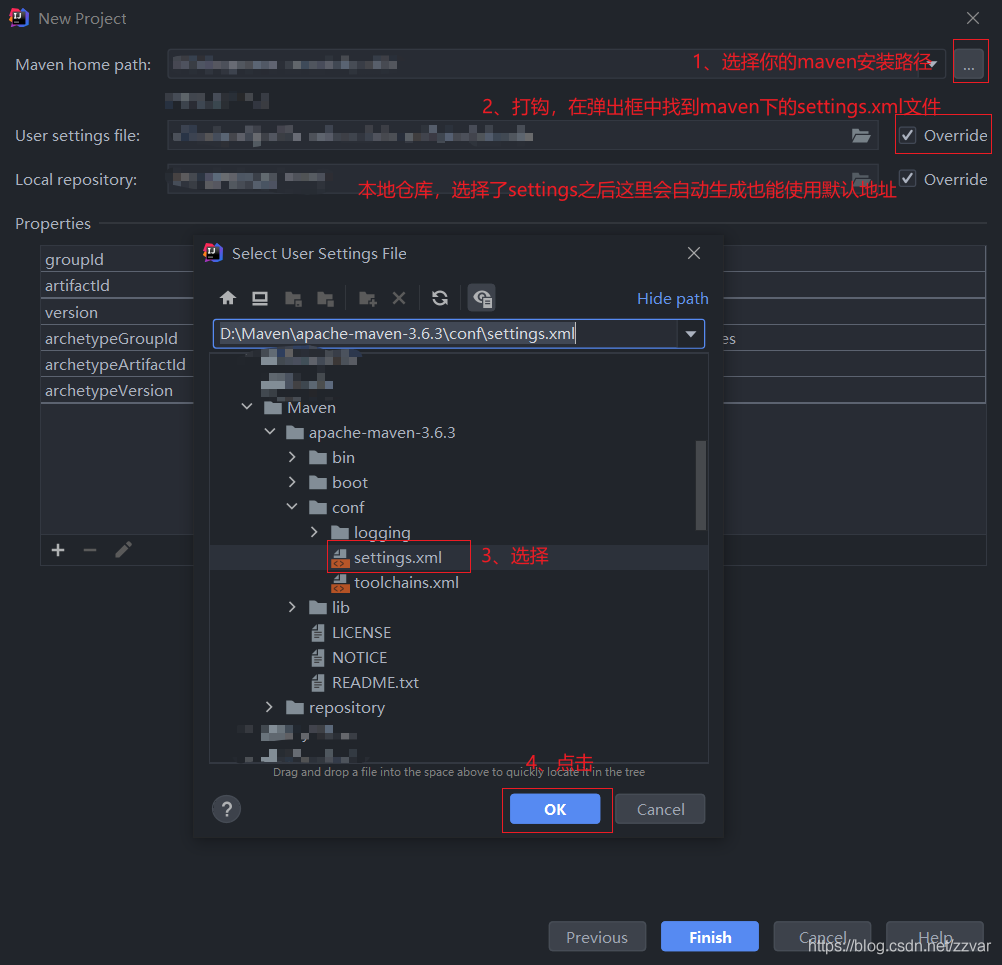 New Project
Maven home path:
1、选择你的maven安装路径
...
2、打钩，在弹出框中找到maven下的settings.xml文件
User settings file:
Override
Local repository:
Override
本地仓库，选择了settings之后这里会自动生成也能使用默认地址
Properties
groupId
artifactId
version
archetypeGroupId
es
archetypeArtifactId
archetypeVersion
Select User Settings File
Hide path
D:\Maven\apache-maven-3.6.3\conf\settings.xml
Maven
apache-maven-3.6.3
bin
boot
conf
logging
settings.xml
3、选择
toolchains.xml
lib
LICENSE
NOTICE
README.txt
repository
4、点击
Drag and drop a file into the space above to quickly locate it in the tree
?
OK
Cancel
Previous
Finish
Cancel
Help
https://blog.csdn.net/zzvar